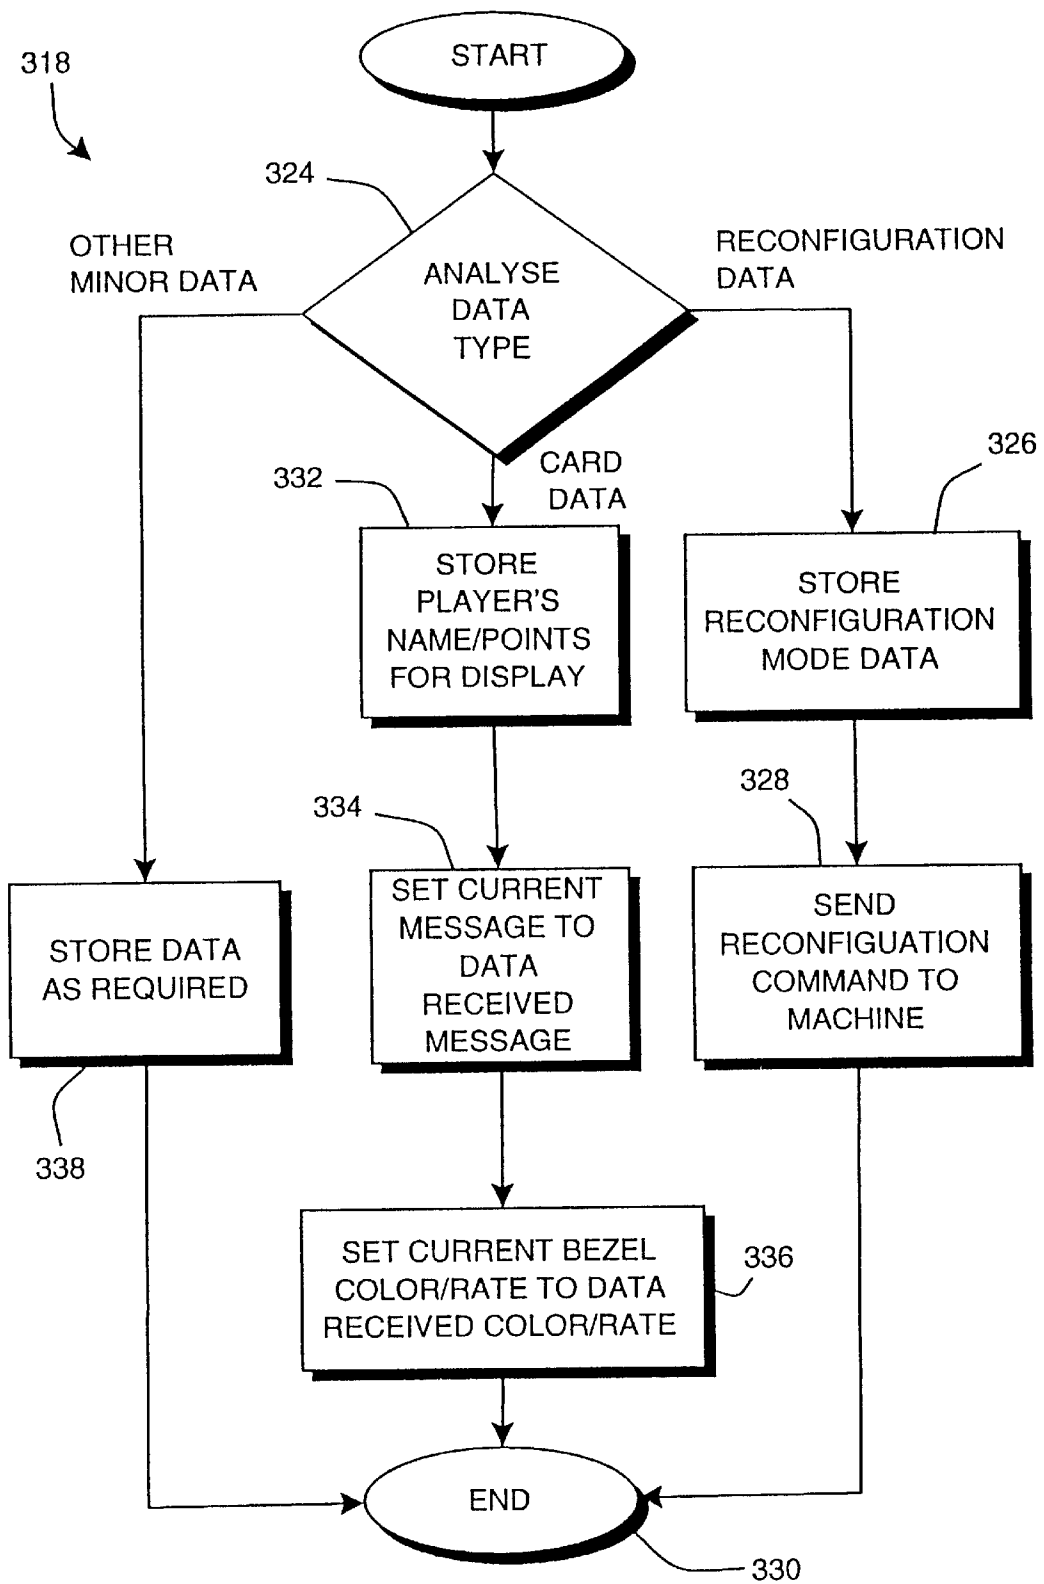 START
318
324
OTHER
MINOR DATA
RECONFIGURATION
DATA
ANALYSE
DATA
TYPE
332
CARD
DATA
326
STORE
PLAYER'S
NAME/POINTS
FOR DISPLAY
STORE
RECONFIGURATION
MODE DATA
334
328
STORE DATA
AS REQUIRED
SET CURRENT
MESSAGE TO
DATA
RECEIVED
MESSAGE
SEND
RECONFIGUATION
COMMAND TO
MACHINE
338
SET CURRENT BEZEL
COLOR/RATE TO DATA
RECEIVED COLOR/RATE
336
END
330